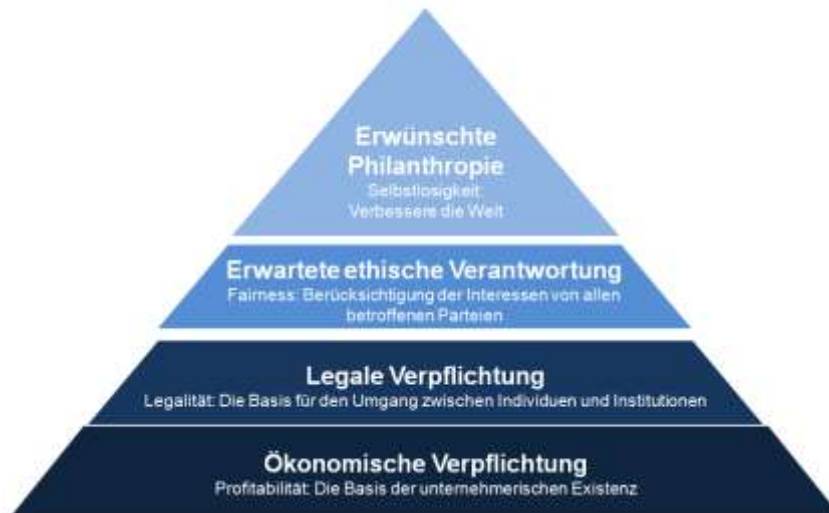 Erwünschte
Philanthropie
Selbstlosigkeit:
Verbessere die Welt
Erwartete ethische Verantwortung
Fairness: Berücksichtigung der Interessen von allen
betroffenen Parteien
Legale Verpflichtung
Legalität: Die Basis für den Umgang zwischen Individuen und Institutionen
Ökonomische Verpflichtung
Profitabilität: Die Basis der unternehmerischen Existenz